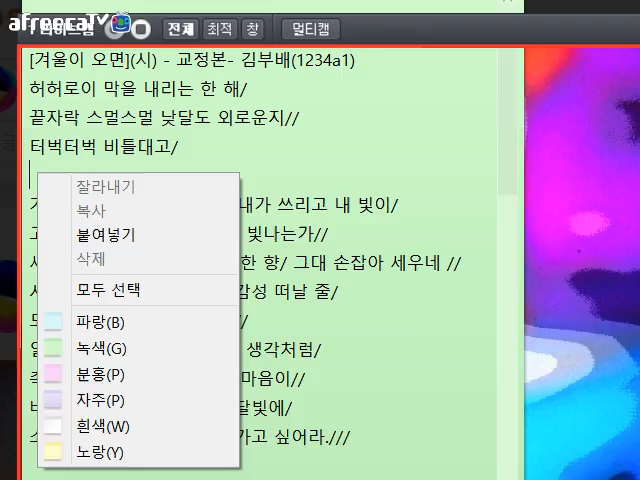 afreecaTV
전체 최적 창 멀티캠
[겨울이 오면](시) - 교정본- 김부배(1234a1)
허허로이 막을 내리는 한 해/
끝자락 스멀스멀 낮달도 외로운지//
터벅터벅 비틀대고/
내가 쓰리고 내 빛이/
빛나는가//
한 향/ 그대 손잡아 세우네 //
감성 떠날 줄/
/
생각처럼/
마음이//
달빛에/
가고 싶어라.///
잘라내기
복사
붙여넣기
삭제
모두 선택
파랑(B)
녹색(G)
분홍(P)
자주(P)
흰색(W)
노랑(Y)